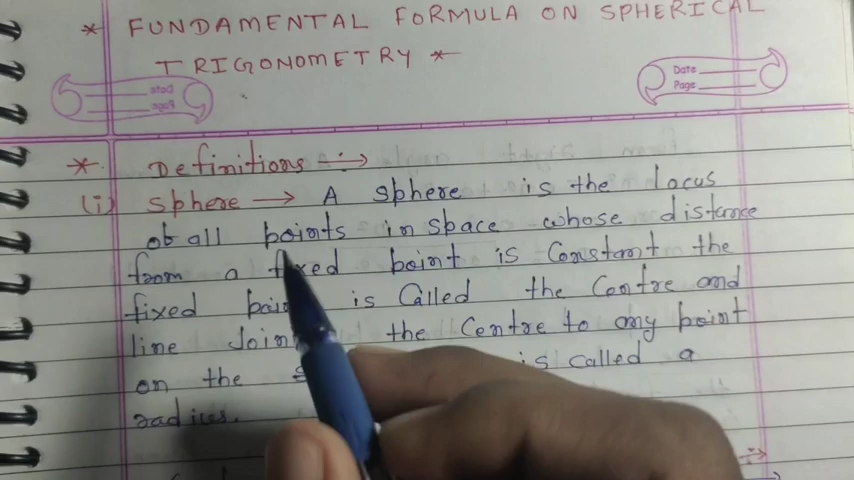 * FUNDAMENTAL FORMULA ON SPHERICAL
TRIGONOMETRY *
Date
Page
* Definitions
(i) sphere → A sphere is the locus
of all points in space whose distance
from a fixed point is Constant the
fixed is Called the Centre and
line the Centre to any point
on the is called a
radius.